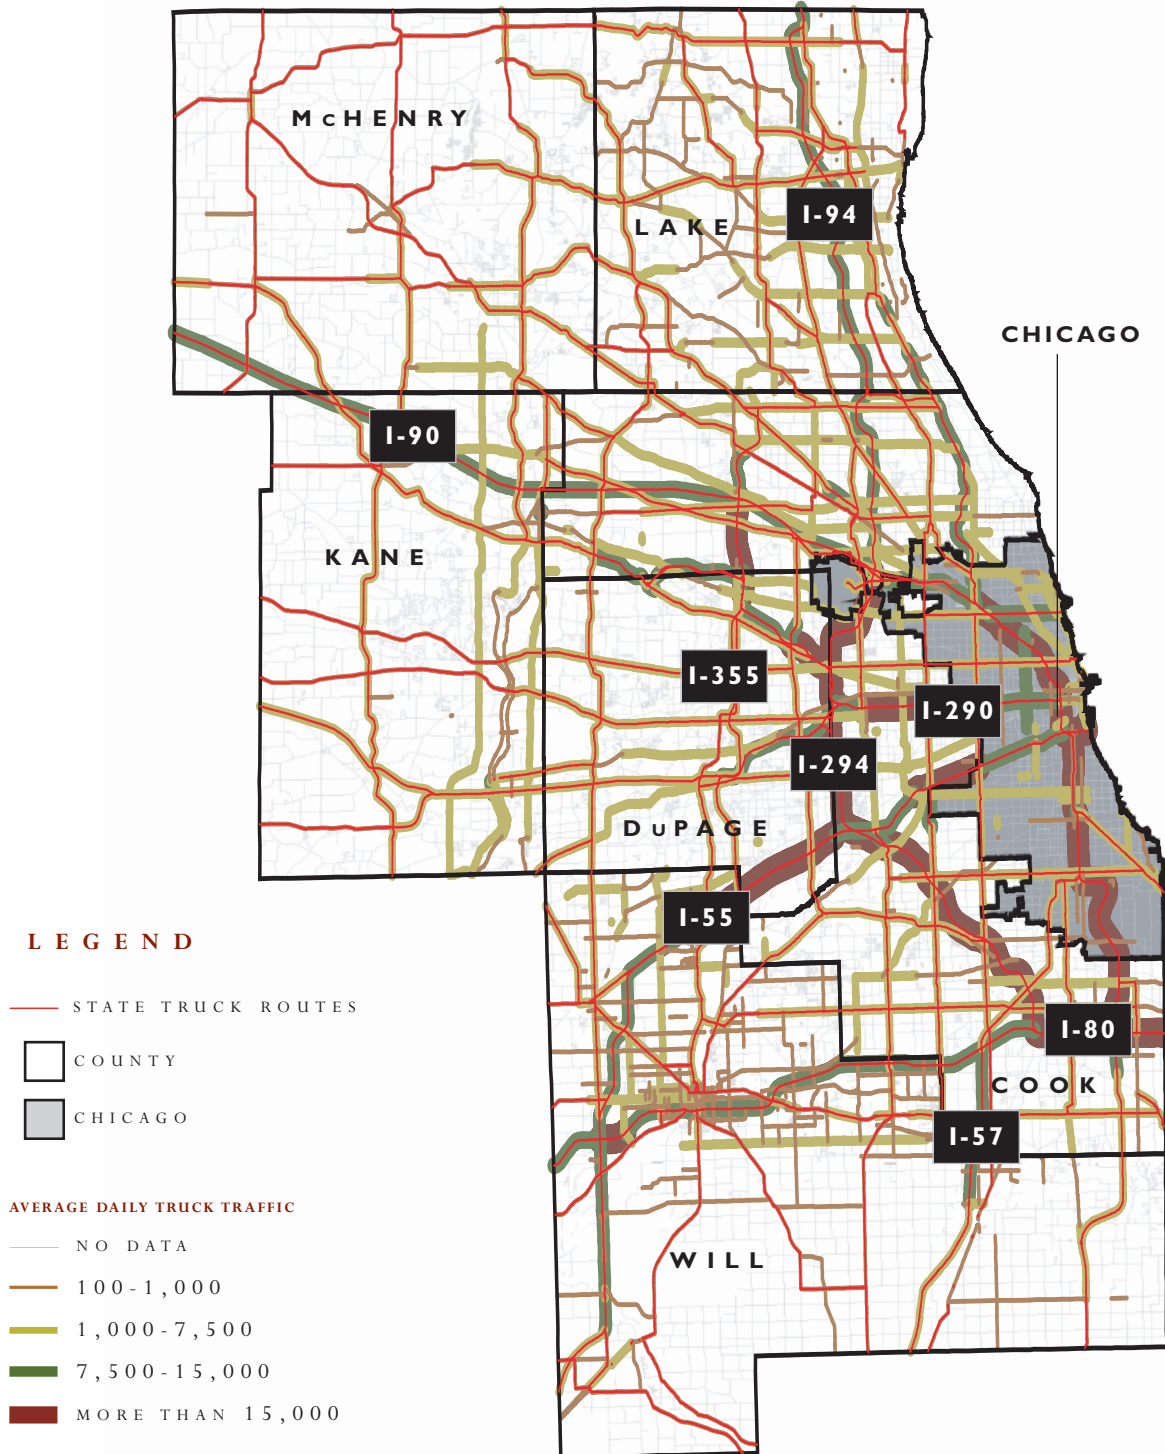 McHENRY
LAKE
I-94
CHICAGO
I-90
KANE
I-355
I-290
I-294
DuPAGE
I-55
I-80
COOK
I-57
WILL
LEGEND
STATE TRUCK ROUTES
COUNTY
CHICAGO
AVERAGE DAILY TRUCK TRAFFIC
NO DATA
100-1,000
1,000-7,500
7,500-15,000
MORE THAN 15,000